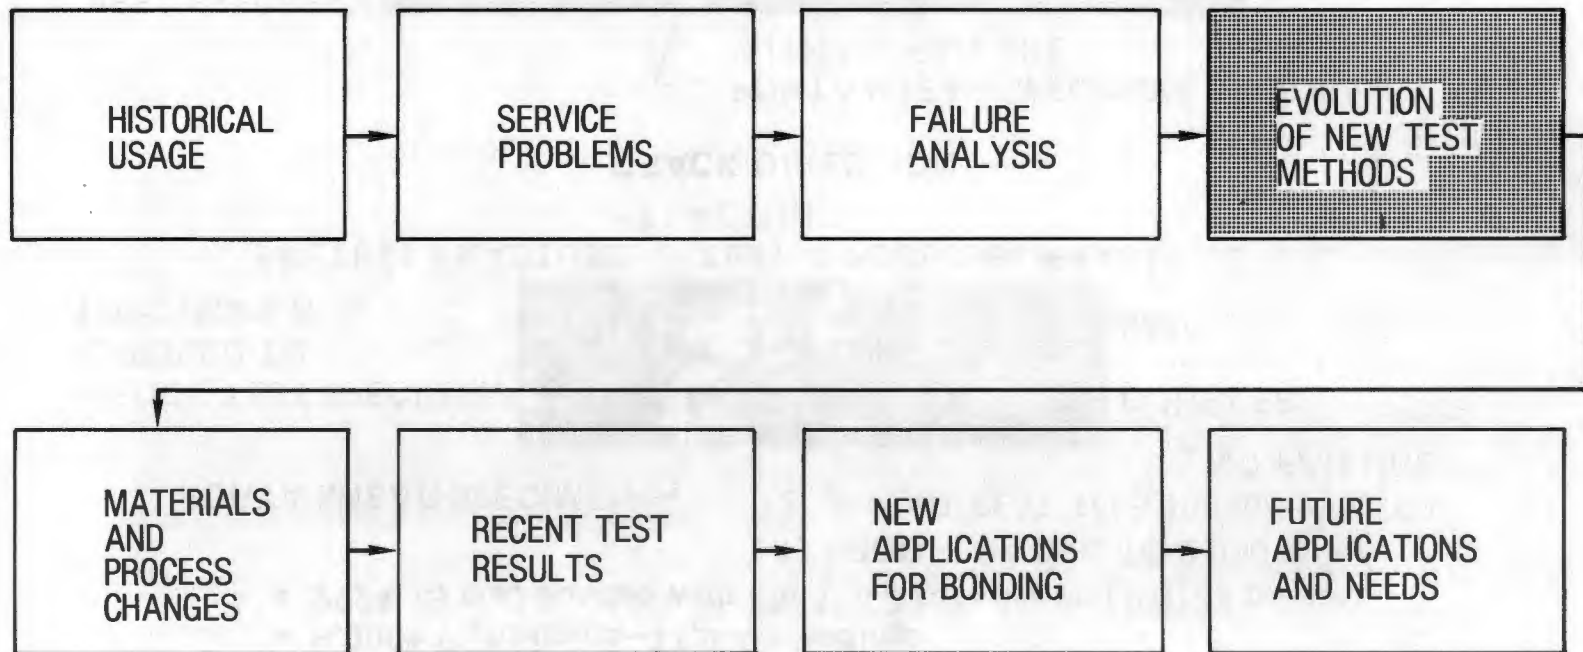 HISTORICAL
USAGE
SERVICE
PROBLEMS
FAILURE
ANALYSIS
EVOLUTION
OF NEW TEST
METHODS
MATERIALS
AND
PROCESS
CHANGES
RECENT TEST
RESULTS
NEW
APPLICATIONS
FOR BONDING
FUTURE
APPLICATIONS
AND NEEDS